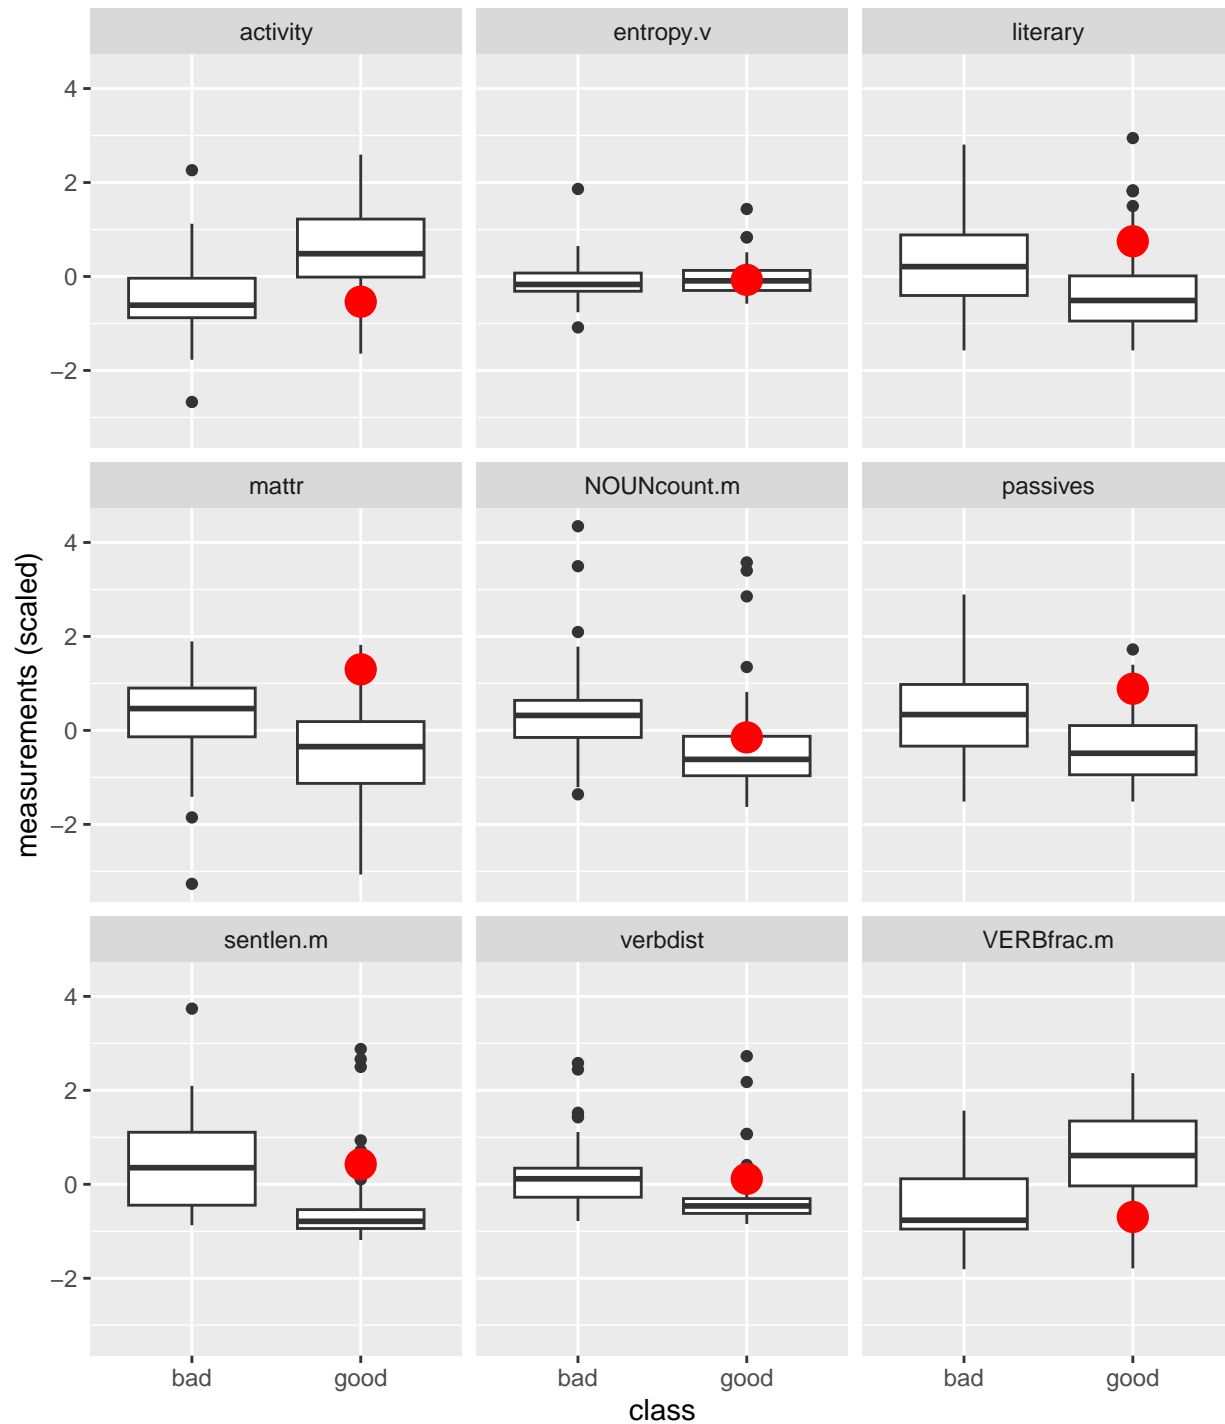 activity
entropy.v
literary
4
2
0
−2
mattr
NOUNcount.m
passives
4
2
0
−2
sentlen.m
verbdist
VERBfrac.m
4
2
0
−2
bad good
bad good
bad good
class
measurements (scaled)